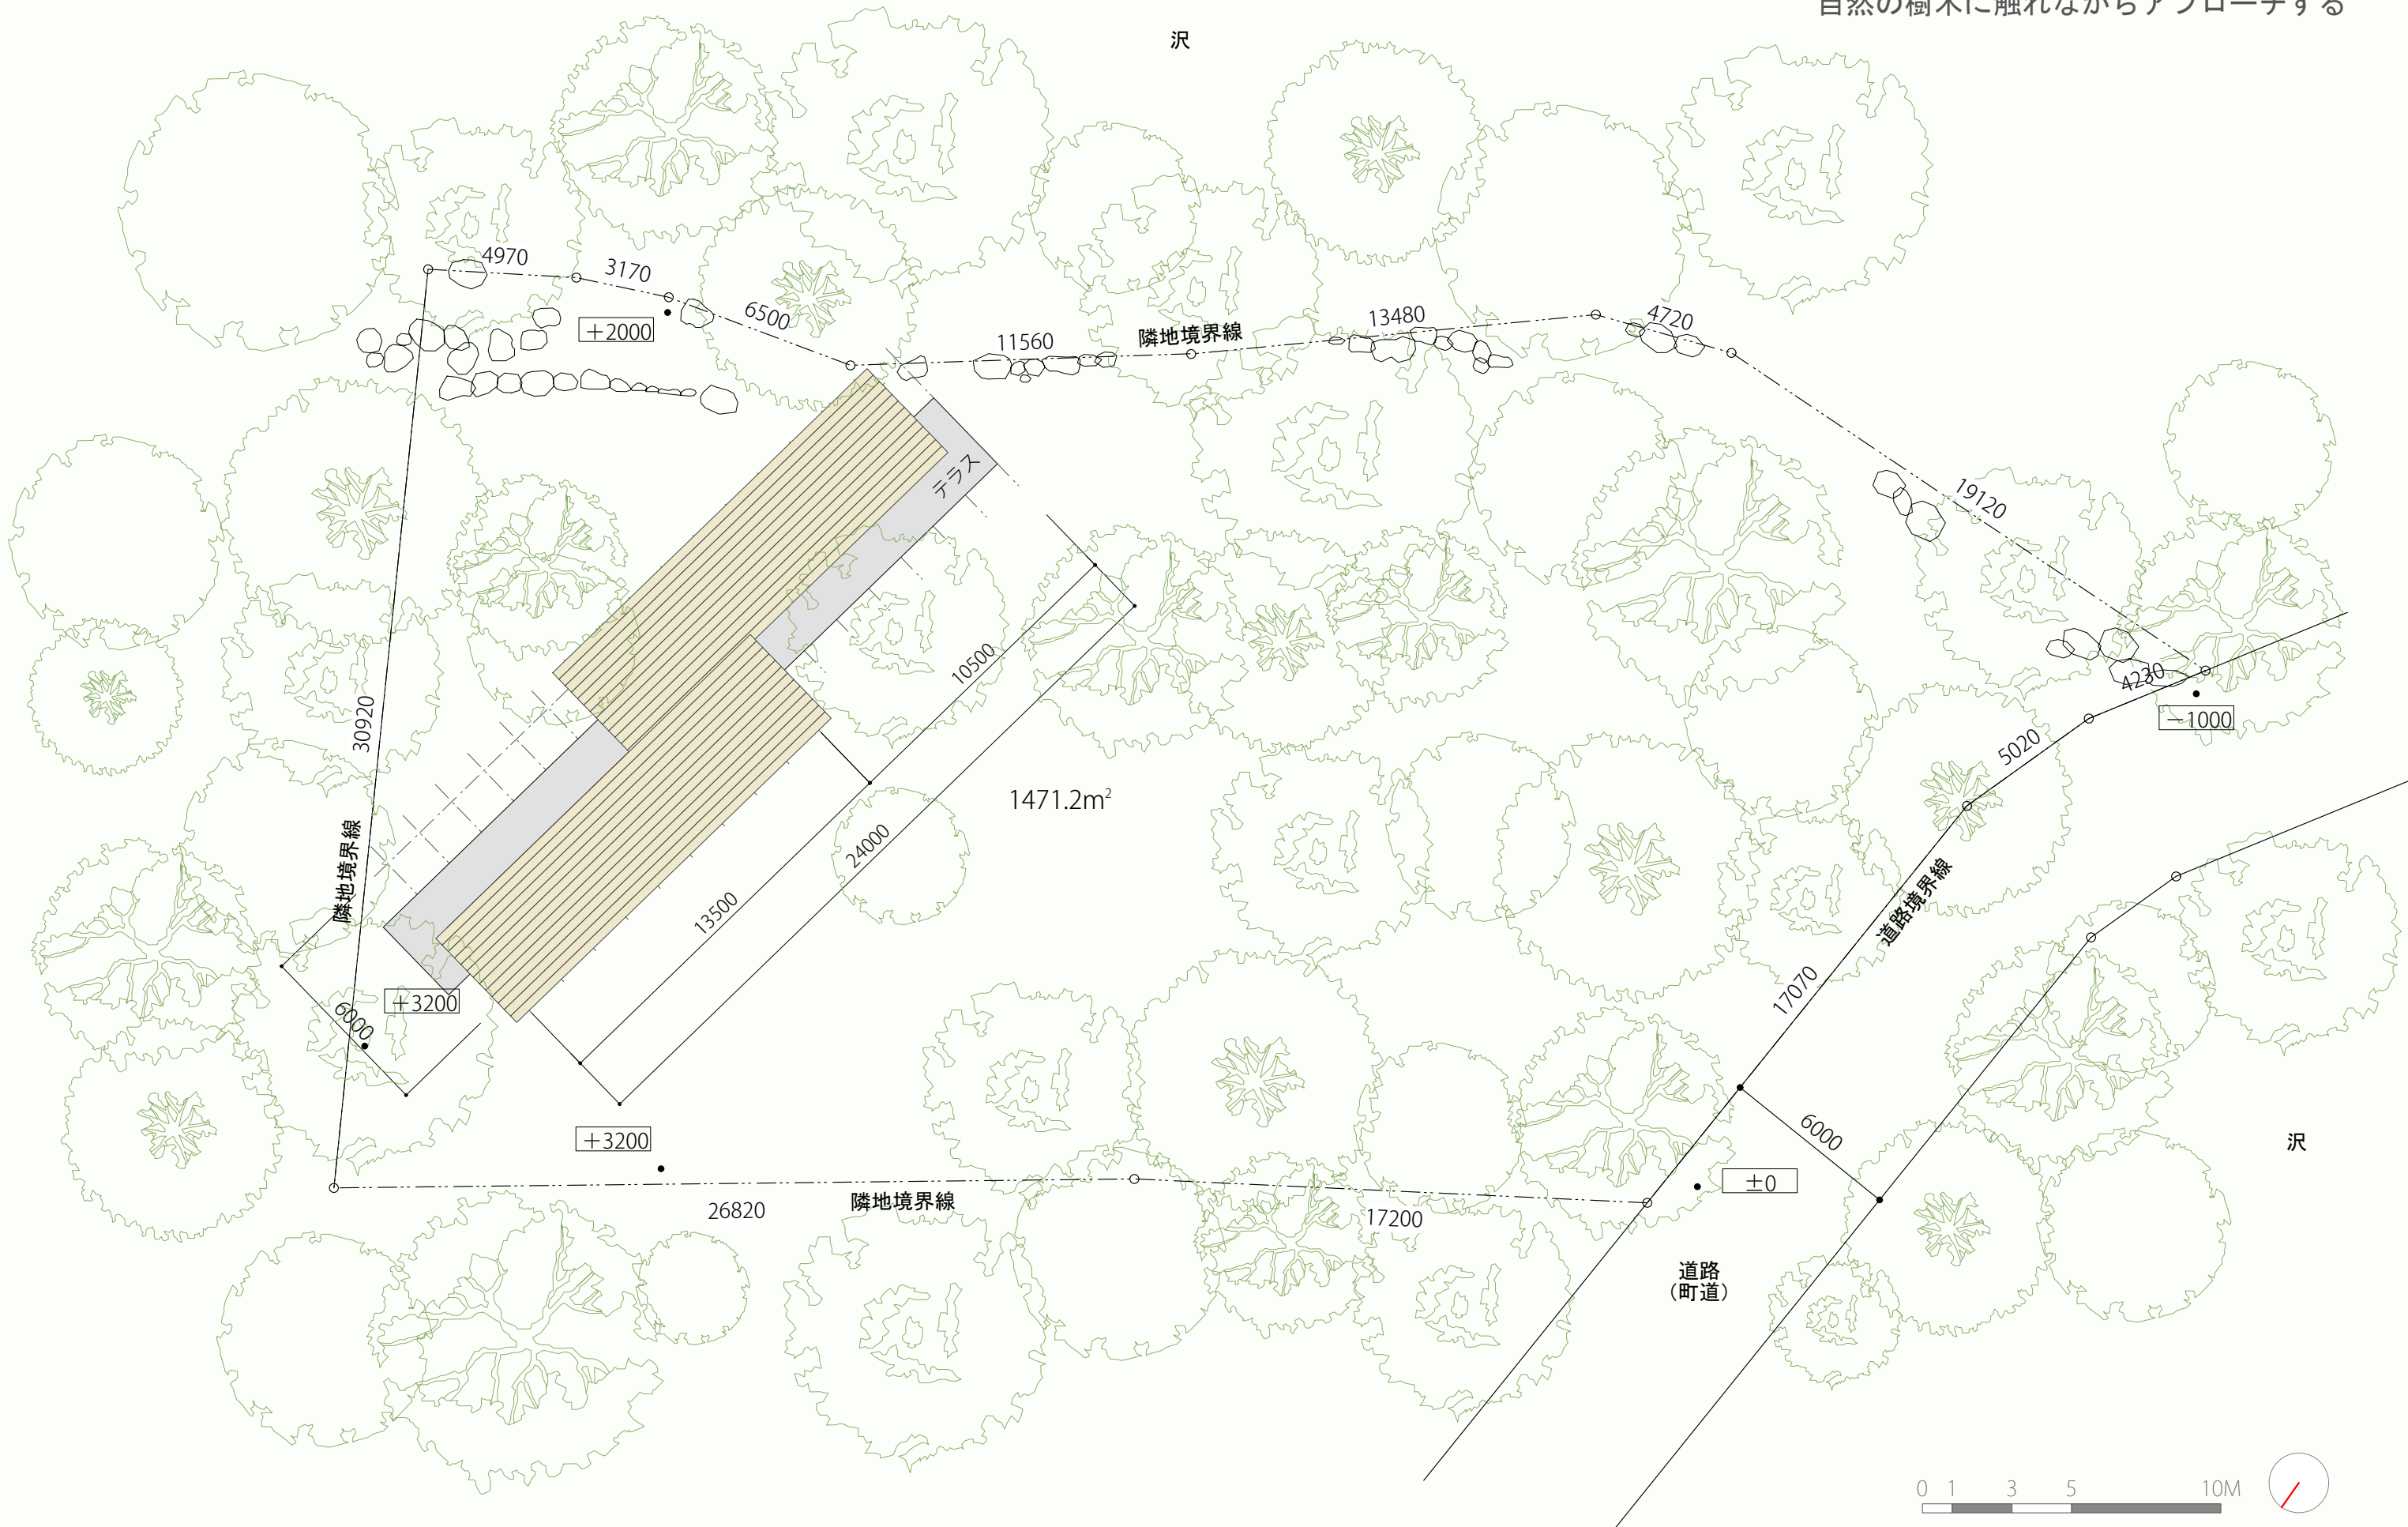 自然の樹木に触れながらアプローチする
沢
4970
3170
6500
+2000
11560
隣地境界線
13480
4720
19120
テラス
10500
30920
4230
−1000
5020
1471.2m²
24000
13500
隣地境界線
道路境界線
17070
+3200
6000
+3200
6000
沢
±0
26820
隣地境界線
17200
道路
（町道）
0 1 3 5 10M